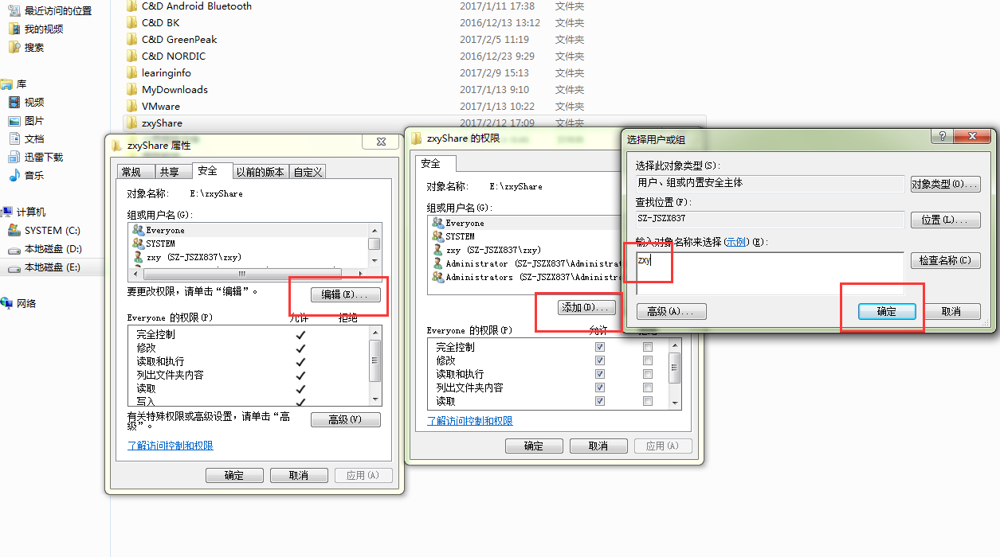 最近访问的位置
我的视频
搜索
库
视频
图片
文档
迅雷下载
音乐
计算机
SYSTEM (C:)
本地磁盘 (D:)
本地磁盘 (E:)
网络
C&D Android Bluetooth 2017/1/11 17:38 文件夹
C&D BK 2016/12/13 13:12 文件夹
C&D GreenPeak 2017/2/5 11:19 文件夹
C&D NORDIC 2016/12/23 9:29 文件夹
learinginfo 2017/2/9 15:13 文件夹
MyDownloads 2017/1/13 9:10 文件夹
VMware 2017/1/13 10:22 文件夹
zxyShare 2017/2/12 17:09 文件夹
zxyShare 属性
常规 共享 安全 以前的版本 自定义
对象名称: E:\zxyShare
组或用户名(G):
Everyone
SYSTEM
zxy (SZ-JSZX837\zxy)
要更改权限，请单击“编辑”。
编辑(E)...
Everyone 的权限(P) 允许 拒绝
完全控制
修改
读取和执行
列出文件夹内容
读取
写入
有关特殊权限或高级设置，请单击“高
级”。
高级(V)
了解访问控制和权限
确定 取消 应用(A)
zxyShare 的权限
安全
对象名称: E:\zxyShare
组或用户名(G):
Everyone
SYSTEM
zxy (SZ-JSZX837\zxy)
Administrator (SZ-JSZX837\Administrat
Administrators (SZ-JSZX837\Administra
添加(D)...
Everyone 的权限(P) 允许
完全控制
修改
读取和执行
列出文件夹内容
读取
了解访问控制和权限
确定 取消 应用(A)
选择用户或组
选择此对象类型(S):
用户、组或内置安全主体
对象类型(O)...
查找位置(F):
SZ-JSZX837
位置(L)...
输入对象名称来选择(示例)(E):
zxy
检查名称(C)
高级(A)...
确定 取消